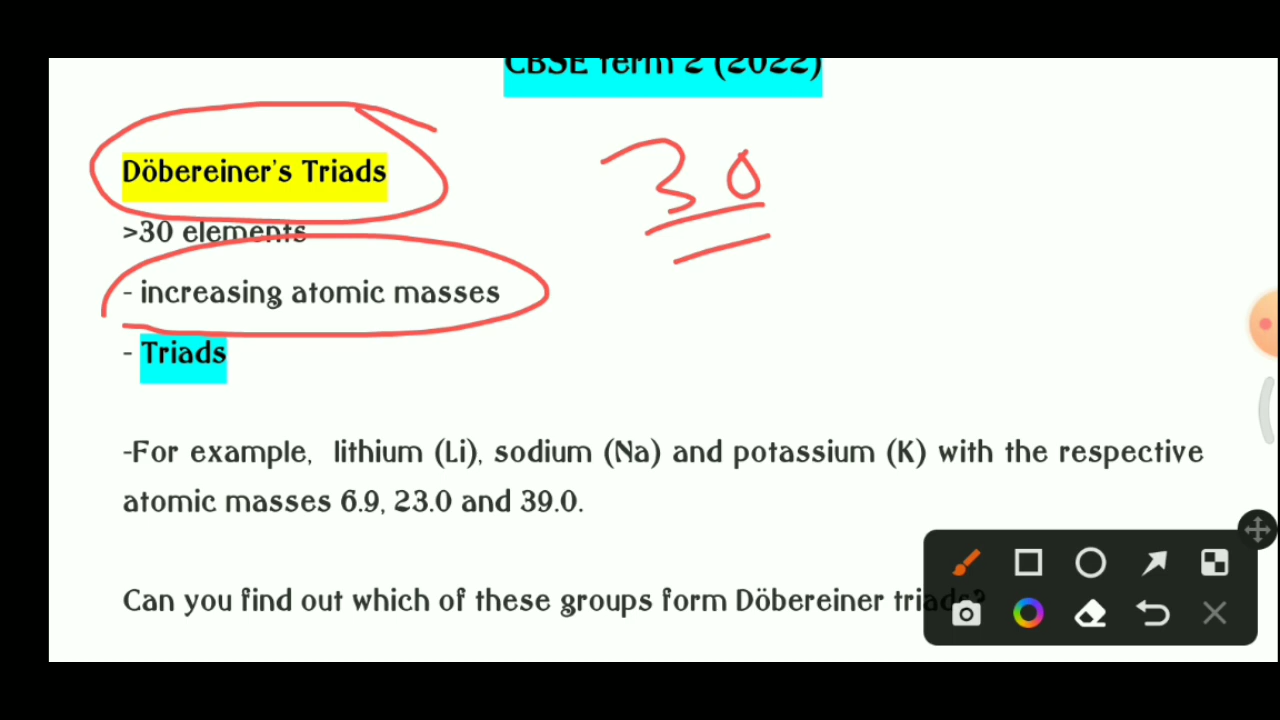 CBSE Term 2 (2022)
Döbereiner's Triads
30
>30 elements
- increasing atomic masses
- Triads
-For example, lithium (Li), sodium (Na) and potassium (K) with the respective
atomic masses 6.9, 23.0 and 39.0.
Can you find out which of these groups form Döbereiner triads?